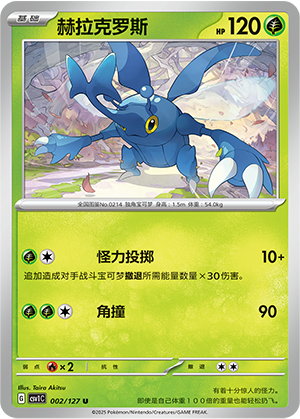 基础 赫拉克罗斯 HP 120
全国图鉴No.0214 独角宝可梦 身高：1.5m 体重：54.0kg
怪力投掷 10+
追加造成对手战斗宝可梦撤退所需能量数量×30伤害。
角撞 90
弱点 ×2 抗性 撤退
Illus. Taira Akitsu
G CSV1C 002/127 U
有着十分惊人的怪力。
即使是自己体重１００倍的重量也能轻松扔飞。
©2025 Pokémon/Nintendo/Creatures/GAME FREAK.